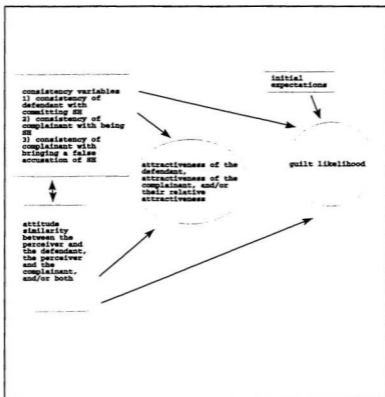 consistency variables
1) consistency of
defendant with
committing SH
2) consistency of
complainant with being
SH
3) consistency of
complainant with
bringing a false
accusation of SH
initial
expectations
attractiveness of the
defendant,
attractiveness of the
complainant, and/or
their relative
attractiveness
guilt likelihood
attitude
similarity
between the
perceiver and
the defendant,
the perceiver
and the
complainant,
and/or both